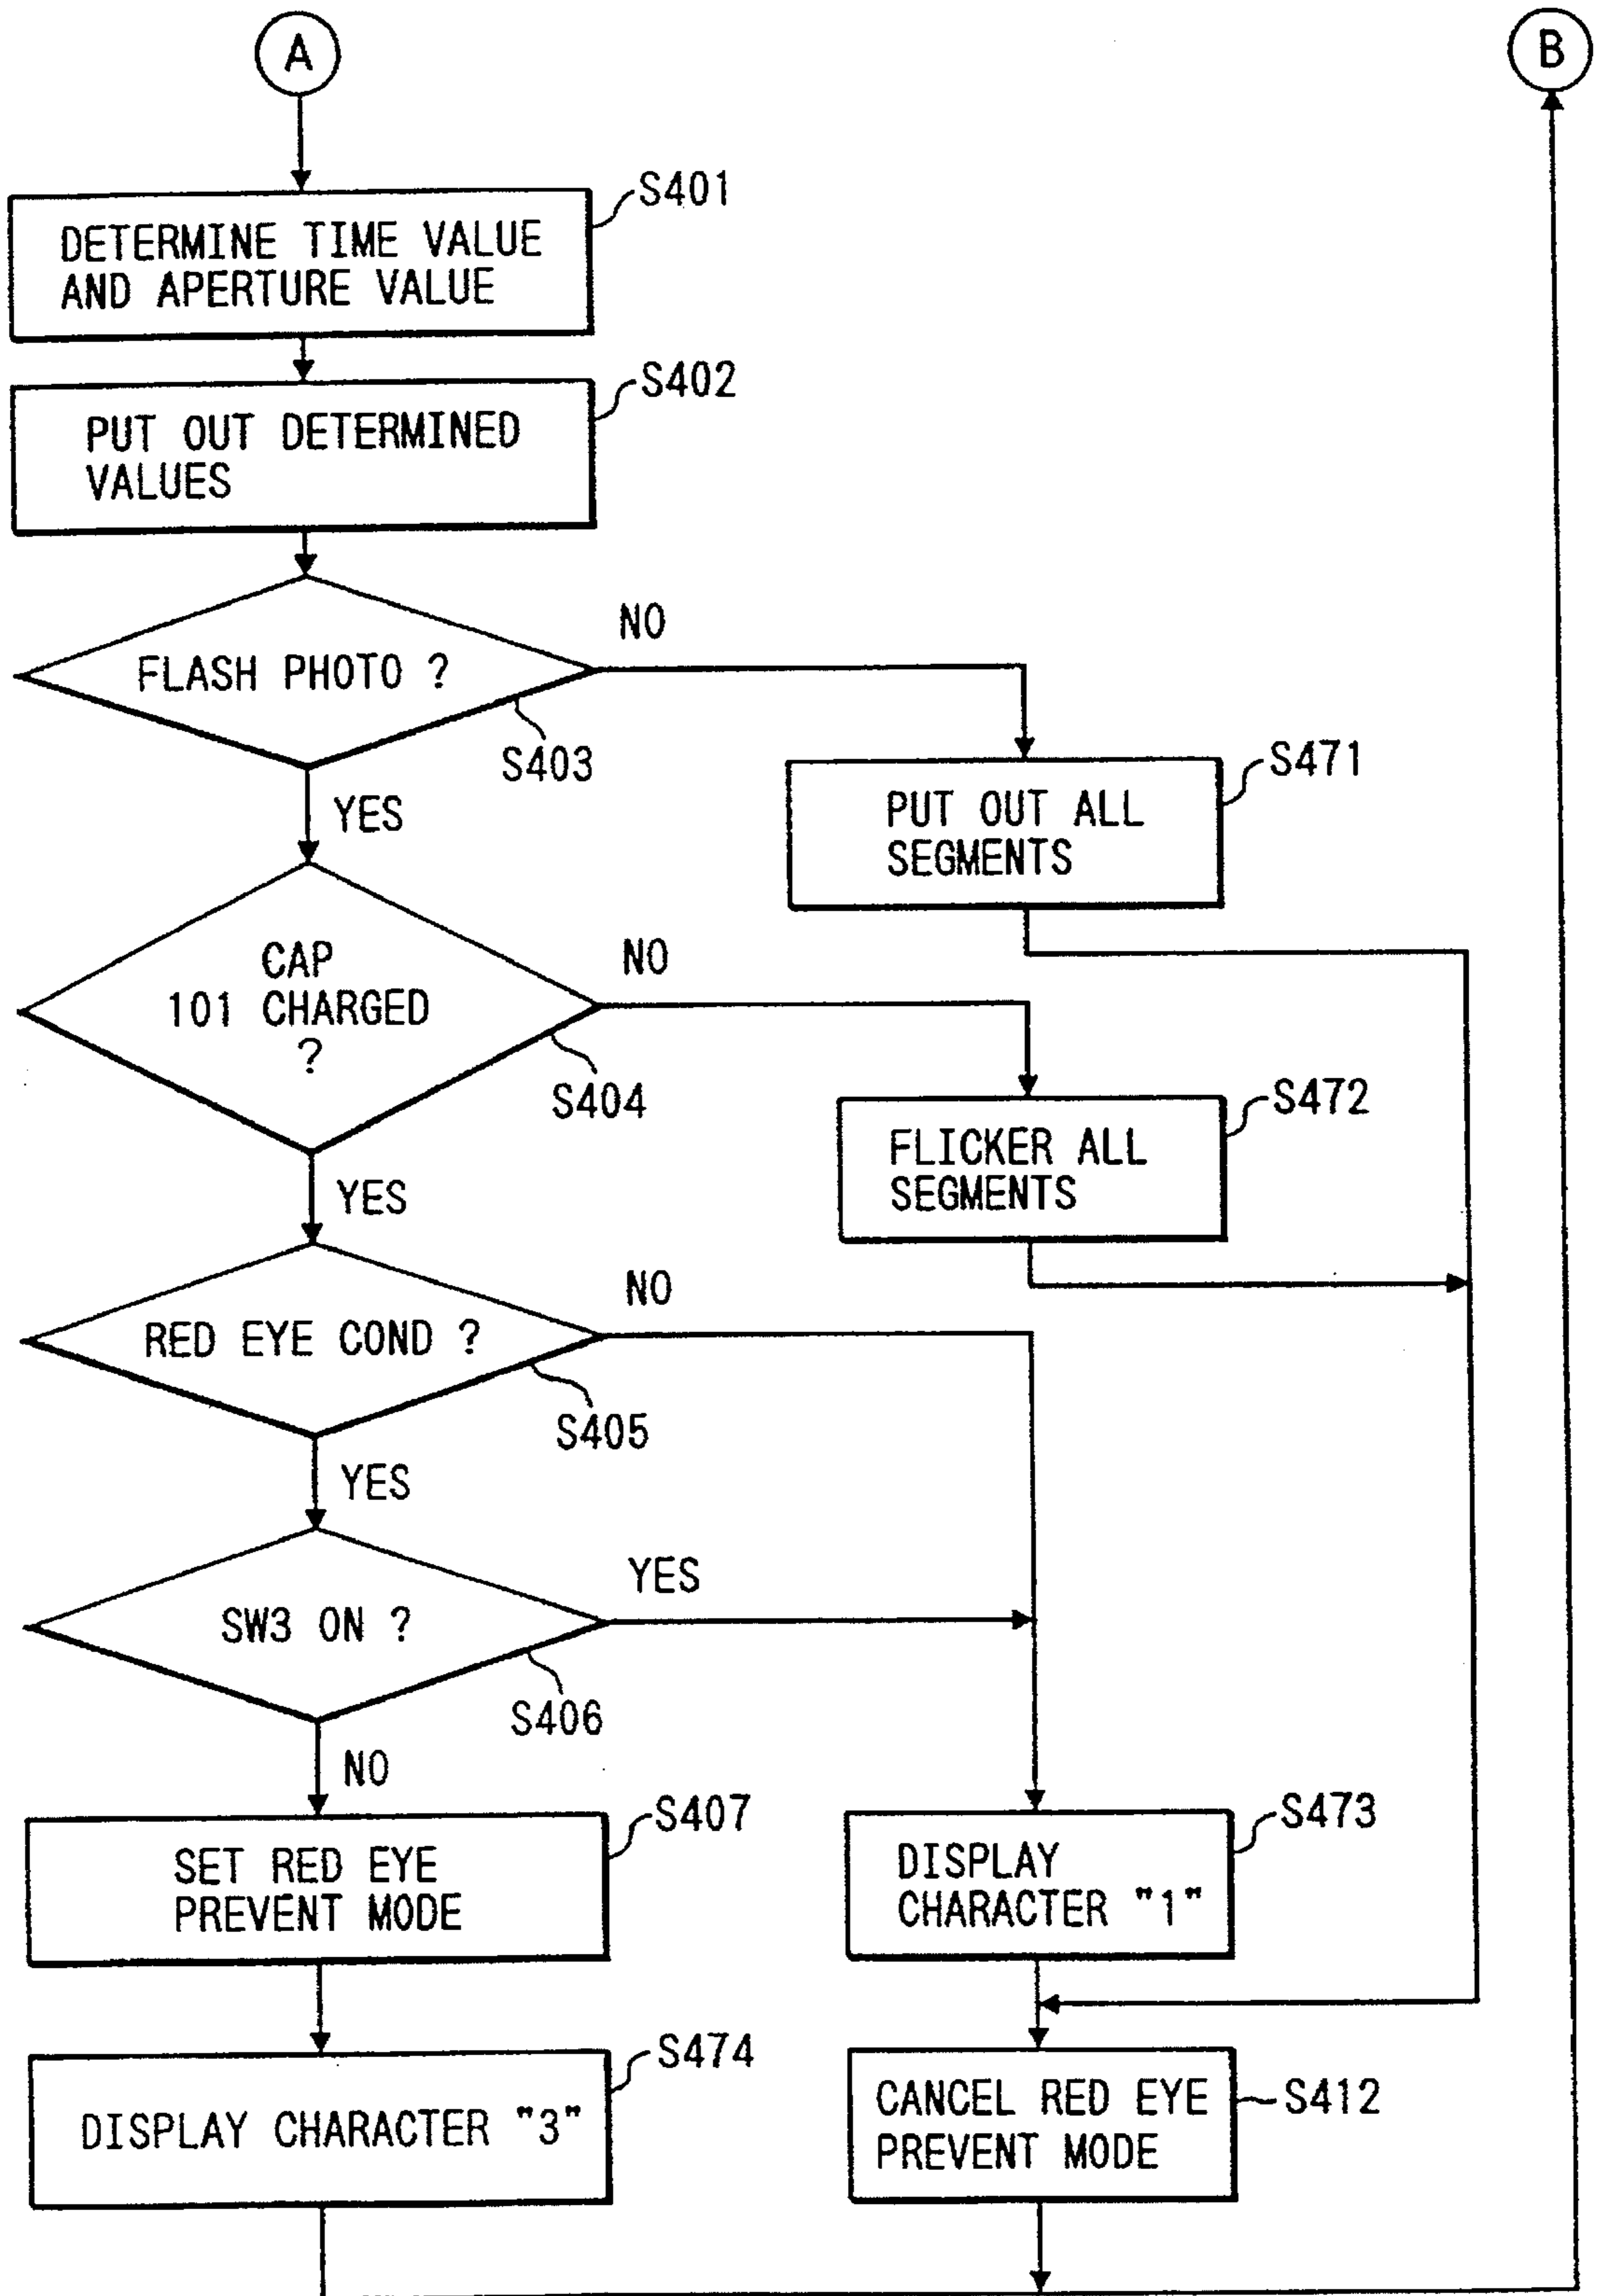 A
B
S401
DETERMINE TIME VALUE
AND APERTURE VALUE
S402
PUT OUT DETERMINED
VALUES
NO
FLASH PHOTO ?
S403
YES
S471
PUT OUT ALL
SEGMENTS
CAP
101 CHARGED
?
NO
S404
YES
S472
FLICKER ALL
SEGMENTS
NO
RED EYE COND ?
S405
YES
YES
SW3 ON ?
S406
NO
S407
SET RED EYE
PREVENT MODE
S473
DISPLAY
CHARACTER "1"
S474
DISPLAY CHARACTER "3"
S412
CANCEL RED EYE
PREVENT MODE